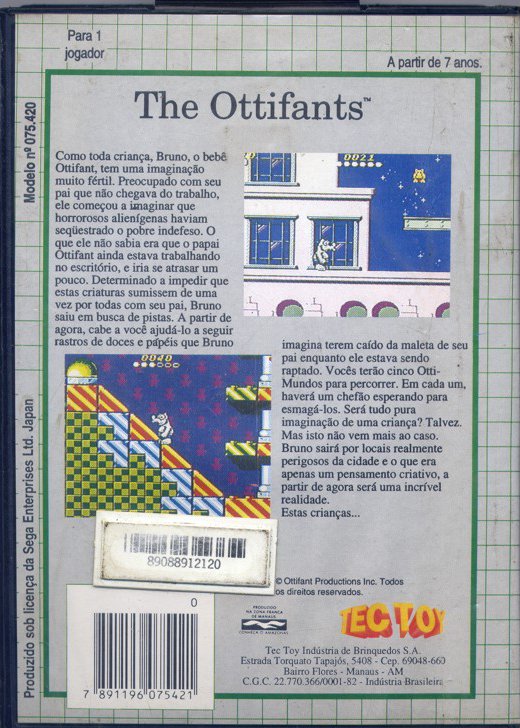 Para 1
jogador
A partir de 7 anos.
Modelo nº 075.420
The Ottifants™
Como toda criança, Bruno, o bebê
Ottifant, tem uma imaginação
muito fértil. Preocupado com seu
pai que não chegava do trabalho,
ele começou a imaginar que
horrorosos alienígenas haviam
seqüestrado o pobre indefeso. O
que ele não sabia era que o papai
Ottifant ainda estava trabalhando
no escritório, e iria se atrasar um
pouco. Determinado a impedir que
estas criaturas sumissem de uma
vez por todas com seu pai, Bruno
saiu em busca de pistas. A partir de
agora, cabe a você ajudá-lo a seguir
rastros de doces e papéis que Bruno
0021
imagina terem caído da maleta de seu
pai enquanto ele estava sendo
raptado. Vocês terão cinco Otti-
Mundos para percorrer. Em cada um,
haverá um chefão esperando para
esmagá-los. Será tudo pura
imaginação de uma criança? Talvez.
Mas isto não vem mais ao caso.
Bruno sairá por locais realmente
perigosos da cidade e o que era
apenas um pensamento criativo, a
partir de agora será uma incrível
realidade.
Estas crianças...
0040
Produzido sob licença da Sega Enterprises Ltd. Japan
89088912120
© Ottifant Productions Inc. Todos
os direitos reservados.
0
7 891196 075421
PRODUZIDO
NA ZONA FRANCA
DE MANAUS
CONHEÇA O AMAZONAS
TEC TOY
Tec Toy Indústria de Brinquedos S.A.
Estrada Torquato Tapajós, 5408 - Cep. 69048-660
Bairro Flores - Manaus - AM
C.G.C. 22.770.366/0001-82 - Indústria Brasileira